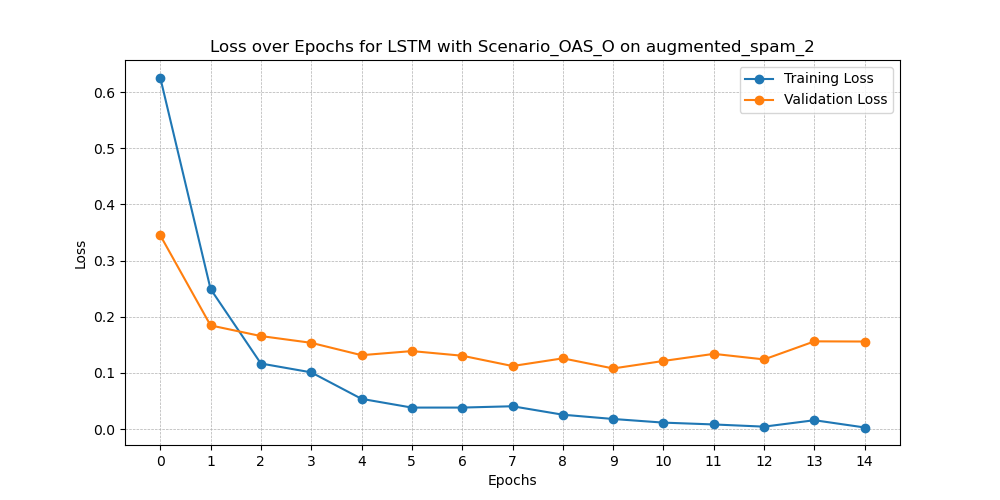 Loss over Epochs for LSTM with Scenario_OAS_O on augmented_spam_2
Training Loss
Validation Loss
0.6
0.5
0.4
0.3
0.2
0.1
0.0
Loss
0 1 2 3 4 5 6 7 8 9 10 11 12 13 14
Epochs